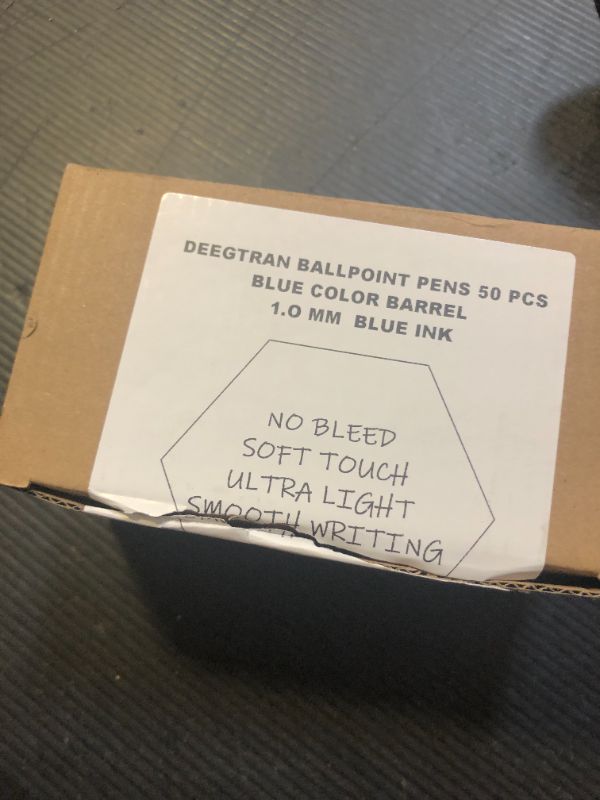 DEEGTRAN BALLPOINT PENS 50 PCS
BLUE COLOR BARREL
1.0 MM BLUE INK
NO BLEED
SOFT TOUCH
ULTRA LIGHT
SMOOTH WRITING